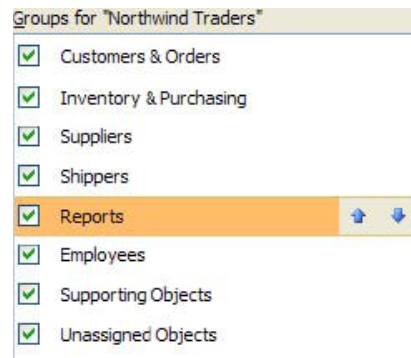 Groups for "Northwind Traders"
Customers & Orders
Inventory & Purchasing
Suppliers
Shippers
Reports
Employees
Supporting Objects
Unassigned Objects